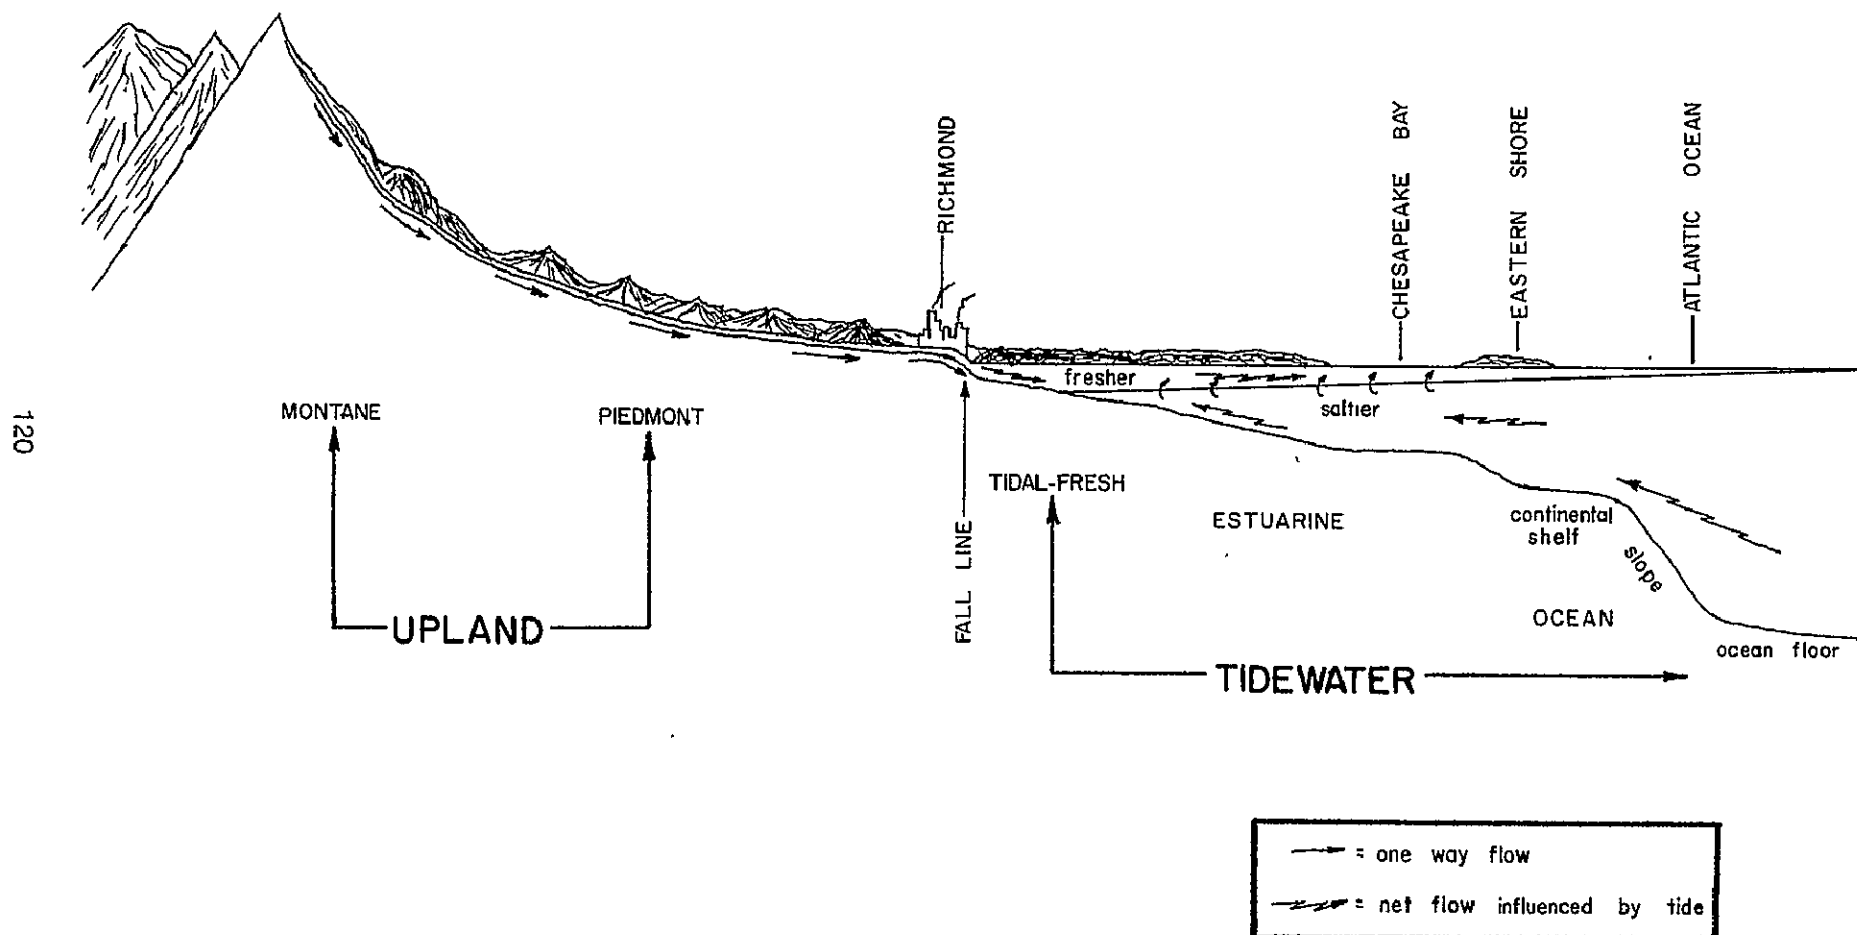 RICHMOND
CHESAPEAKE BAY
EASTERN SHORE
ATLANTIC OCEAN
fresher
saltier
MONTANE
PIEDMONT
120
TIDAL-FRESH
ESTUARINE
continental
shelf
slope
FALL LINE
UPLAND
OCEAN
ocean floor
TIDEWATER
= one way flow
= net flow influenced by tide